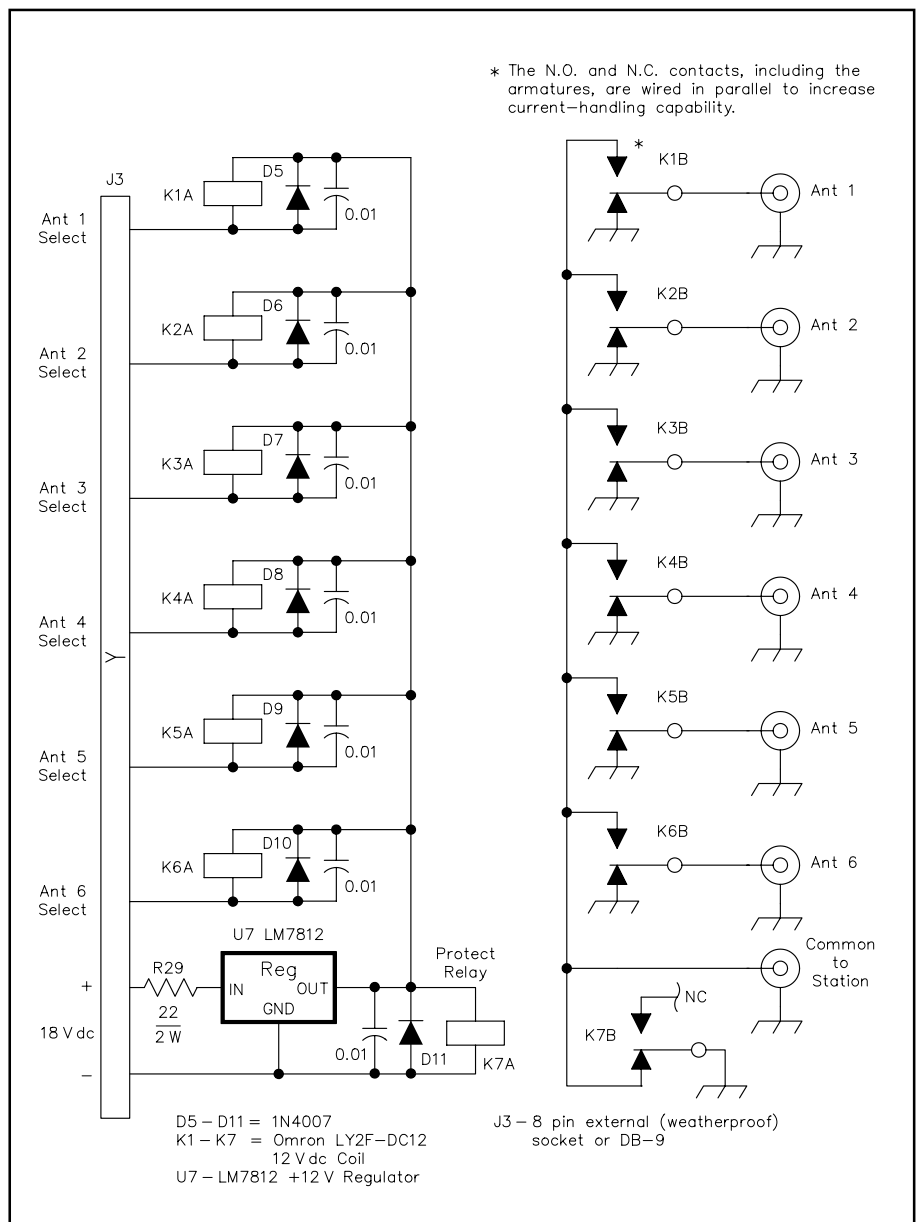 * The N.O. and N.C. contacts, including the
armatures, are wired in parallel to increase
current-handling capability.
J3
Ant 1
Select
K1A
D5
0.01
Ant 2
Select
K2A
D6
0.01
Ant 3
Select
K3A
D7
0.01
Ant 4
Select
K4A
D8
0.01
Y
Ant 5
Select
K5A
D9
0.01
Ant 6
Select
K6A
D10
0.01
U7 LM7812
+
18 Vdc
−
R29
22
2 W
Reg
IN
OUT
GND
0.01
D11
Protect
Relay
K7A
*
K1B
Ant 1
K2B
Ant 2
K3B
Ant 3
K4B
Ant 4
K5B
Ant 5
K6B
Ant 6
Common
to
Station
NC
K7B
D5 – D11 = 1N4007
K1 – K7 = Omron LY2F-DC12
12 Vdc Coil
U7 – LM7812 +12 V Regulator
J3 – 8 pin external (weatherproof)
socket or DB-9